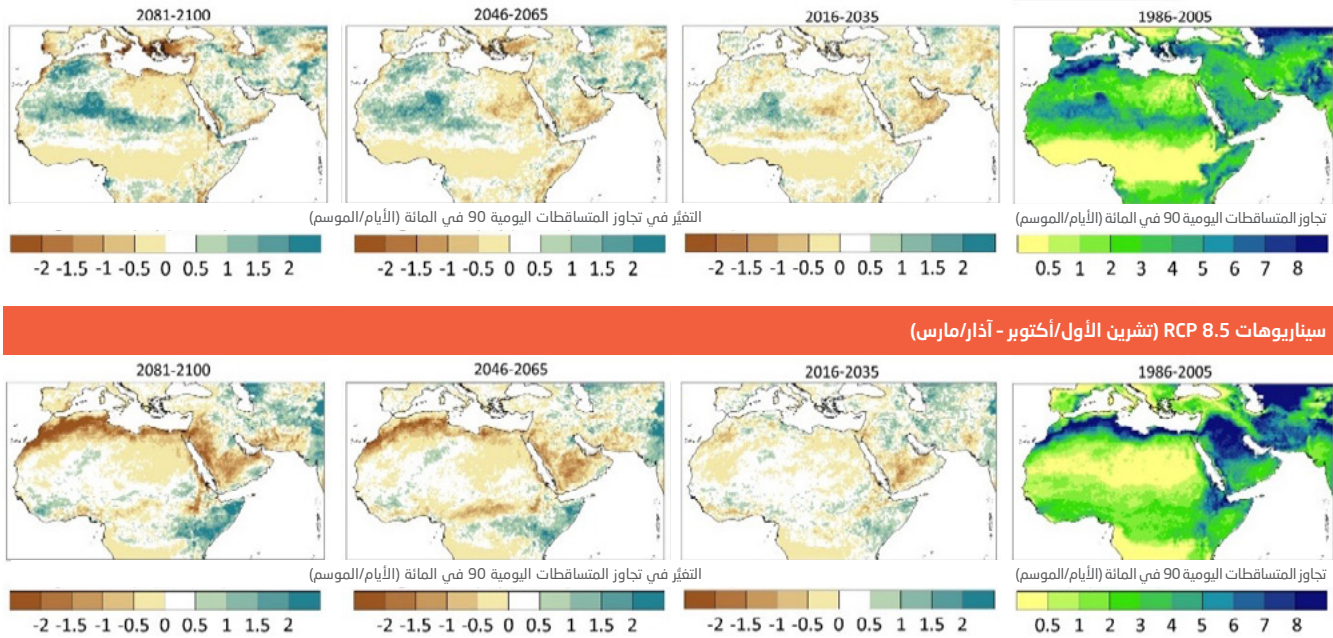 1986-2005
2016-2035
2046-2065
2081-2100
تجاوز المتساقطات اليومية 90 في المائة (الأيام/الموسم)
التغيُّر في تجاوز المتساقطات اليومية 90 في المائة (الأيام/الموسم)
0.5 1 2 3 4 5 6 7 8
-2 -1.5 -1 -0.5 0 0.5 1 1.5 2
-2 -1.5 -1 -0.5 0 0.5 1 1.5 2
-2 -1.5 -1 -0.5 0 0.5 1 1.5 2
سيناريوهات RCP 8.5 (تشرين الأول/أكتوبر - آذار/مارس)
1986-2005
2016-2035
2046-2065
2081-2100
تجاوز المتساقطات اليومية 90 في المائة (الأيام/الموسم)
التغيُّر في تجاوز المتساقطات اليومية 90 في المائة (الأيام/الموسم)
0.5 1 2 3 4 5 6 7 8
-2 -1.5 -1 -0.5 0 0.5 1 1.5 2
-2 -1.5 -1 -0.5 0 0.5 1 1.5 2
-2 -1.5 -1 -0.5 0 0.5 1 1.5 2